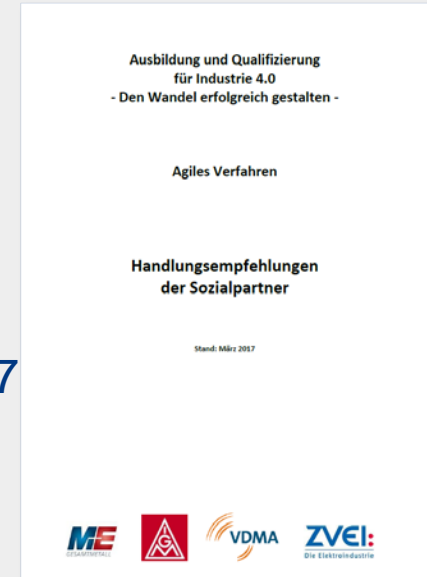 Ausbildung und Qualifizierung
für Industrie 4.0
- Den Wandel erfolgreich gestalten -
Agiles Verfahren
Handlungsempfehlungen
der Sozialpartner
Stand: März 2017
7
ME
GESAMTMETALL
IGM
VDMA
ZVEI:
Die Elektroindustrie